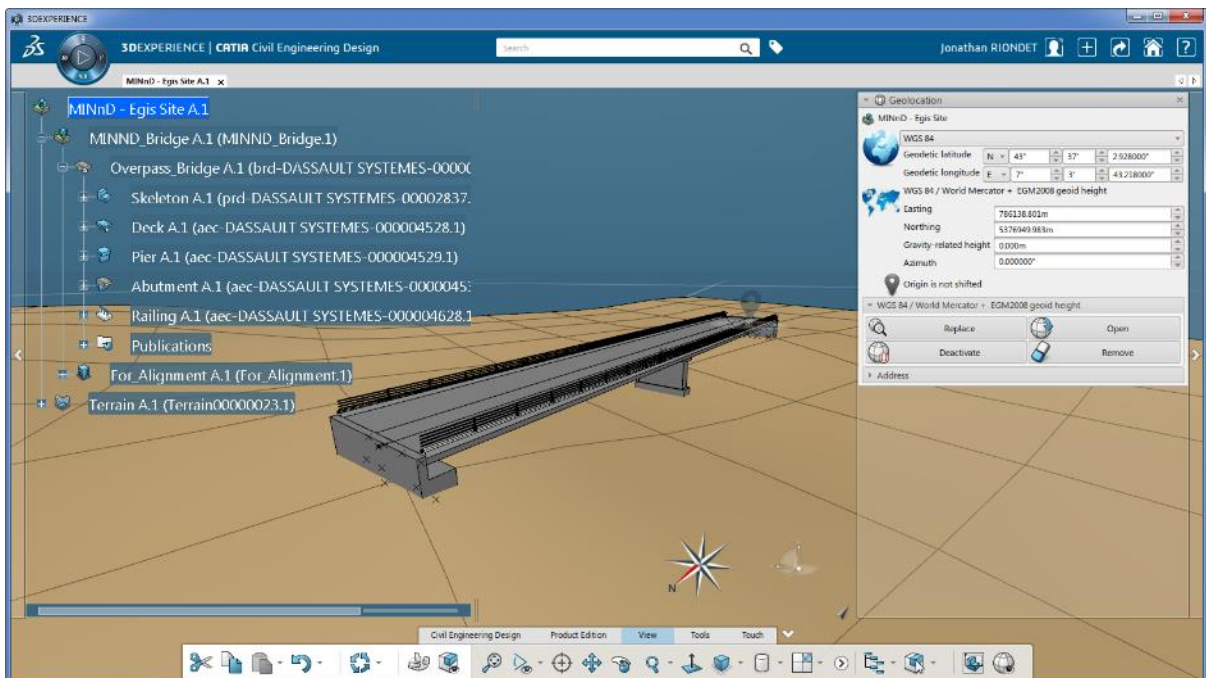 3DEXPERIENCE
3DEXPERIENCE | CATIA Civil Engineering Design
Search
Jonathan RIONDET
MINnD - Egis Site A.1
MINnD - Egis Site A.1
MINND_Bridge A.1 (MINND_Bridge.1)
Overpass_Bridge A.1 (brd-DASSAULT SYSTEMES-0000(
Skeleton A.1 (prd-DASSAULT SYSTEMES-00002837.
Deck A.1 (aec-DASSAULT SYSTEMES-000004528.1)
Pier A.1 (aec-DASSAULT SYSTEMES-000004529.1)
Abutment A.1 (aec-DASSAULT SYSTEMES-00000045:
Railing A.1 (aec-DASSAULT SYSTEMES-000004628.1
Publications
For_Alignment A.1 (For_Alignment.1)
Terrain A.1 (Terrain00000023.1)
Geolocation
MINnD - Egis Site
WGS 84
Geodetic latitude N 43° 37' 2.928000"
Geodetic longitude E 7° 3' 43.218000"
WGS 84 / World Mercator + EGM2008 geoid height
Easting 786138.801m
Northing 5376949.983m
Gravity-related height 0.000m
Azimuth 0.000000°
Origin is not shifted
WGS 84 / World Mercator + EGM2008 geoid height
Replace Open
Deactivate Remove
Address
N
Civil Engineering Design Product Edition View Tools Touch